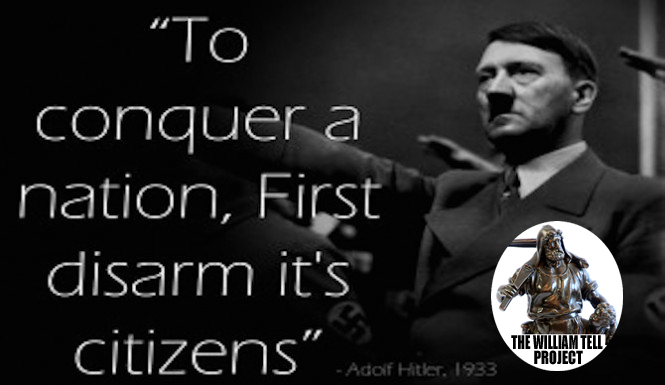 “To
conquer a
nation, First
disarm it's
citizens”
- Adolf Hitler, 1933
THE WILLIAM TELL
PROJECT